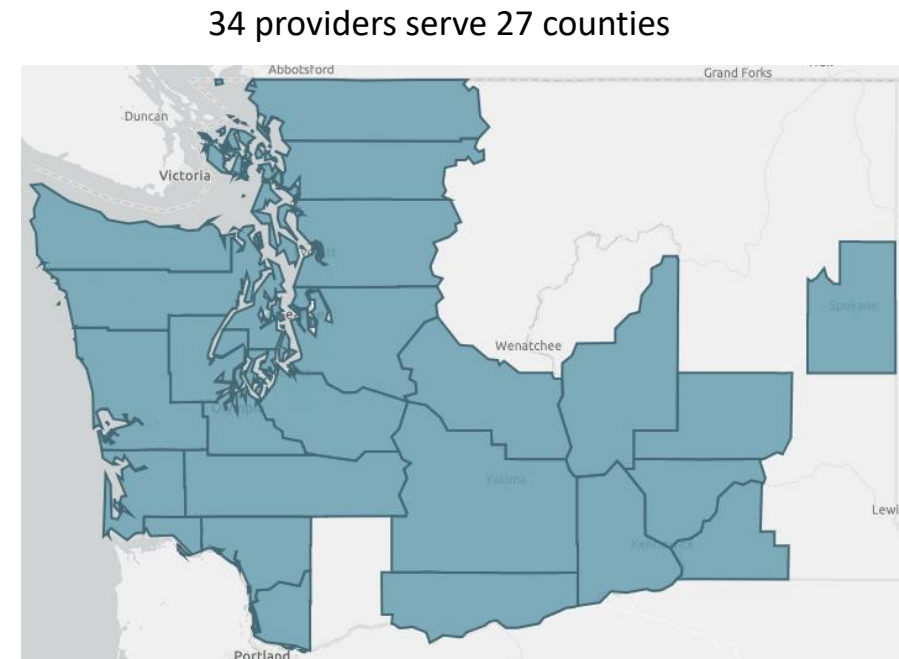 34 providers serve 27 counties
Abbotsford
Grand Forks
Duncan
Victoria
Spokane
Wenatchee
Yakima
Lewi
Portland